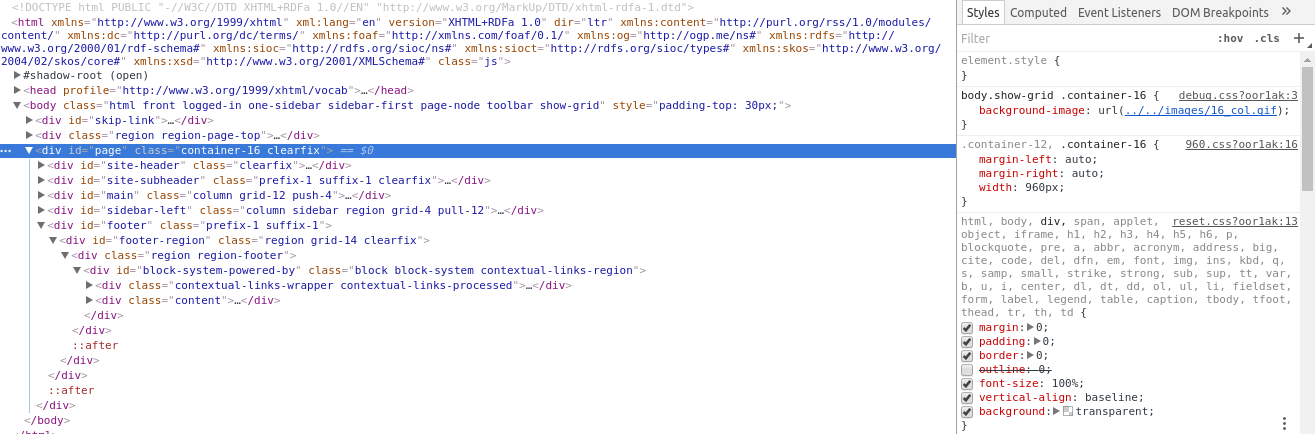 <!DOCTYPE html PUBLIC "-//W3C//DTD XHTML+RDFa 1.0//EN" "http://www.w3.org/MarkUp/DTD/xhtml-rdfa-1.dtd">
<html xmlns="http://www.w3.org/1999/xhtml" xml:lang="en" version="XHTML+RDFa 1.0" dir="ltr" xmlns:content="http://purl.org/rss/1.0/modules/
content/" xmlns:dc="http://purl.org/dc/terms/" xmlns:foaf="http://xmlns.com/foaf/0.1/" xmlns:og="http://ogp.me/ns#" xmlns:rdfs="http://
www.w3.org/2000/01/rdf-schema#" xmlns:sioc="http://rdfs.org/sioc/ns#" xmlns:sioct="http://rdfs.org/sioc/types#" xmlns:skos="http://www.w3.org/
2004/02/skos/core#" xmlns:xsd="http://www.w3.org/2001/XMLSchema#" class="js">
▶#shadow-root (open)
▶<head profile="http://www.w3.org/1999/xhtml/vocab">…</head>
▼<body class="html front logged-in one-sidebar sidebar-first page-node toolbar show-grid" style="padding-top: 30px;">
▶<div id="skip-link">…</div>
▶<div class="region region-page-top">…</div>
… ▼<div id="page" class="container-16 clearfix"> == $0
▶<div id="site-header" class="clearfix">…</div>
▶<div id="site-subheader" class="prefix-1 suffix-1 clearfix">…</div>
▶<div id="main" class="column grid-12 push-4">…</div>
▶<div id="sidebar-left" class="column sidebar region grid-4 pull-12">…</div>
▼<div id="footer" class="prefix-1 suffix-1">
▼<div id="footer-region" class="region grid-14 clearfix">
▼<div class="region region-footer">
▼<div id="block-system-powered-by" class="block block-system contextual-links-region">
▶<div class="contextual-links-wrapper contextual-links-processed">…</div>
▶<div class="content">…</div>
</div>
</div>
::after
</div>
</div>
::after
</div>
</body>
</html>
Styles Computed Event Listeners DOM Breakpoints »
Filter :hov .cls +
element.style {
}
body.show-grid .container-16 { debug.css?oor1ak:3
background-image: url(../../images/16_col.gif);
}
.container-12, .container-16 { 960.css?oor1ak:16
margin-left: auto;
margin-right: auto;
width: 960px;
}
html, body, div, span, applet, reset.css?oor1ak:13
object, iframe, h1, h2, h3, h4, h5, h6, p,
blockquote, pre, a, abbr, acronym, address, big,
cite, code, del, dfn, em, font, img, ins, kbd, q,
s, samp, small, strike, strong, sub, sup, tt, var,
b, u, i, center, dl, dt, dd, ol, ul, li, fieldset,
form, label, legend, table, caption, tbody, tfoot,
thead, tr, th, td {
margin:▶0;
padding:▶0;
border:▶0;
outline: 0;
font-size: 100%;
vertical-align: baseline;
background:▶transparent;
}